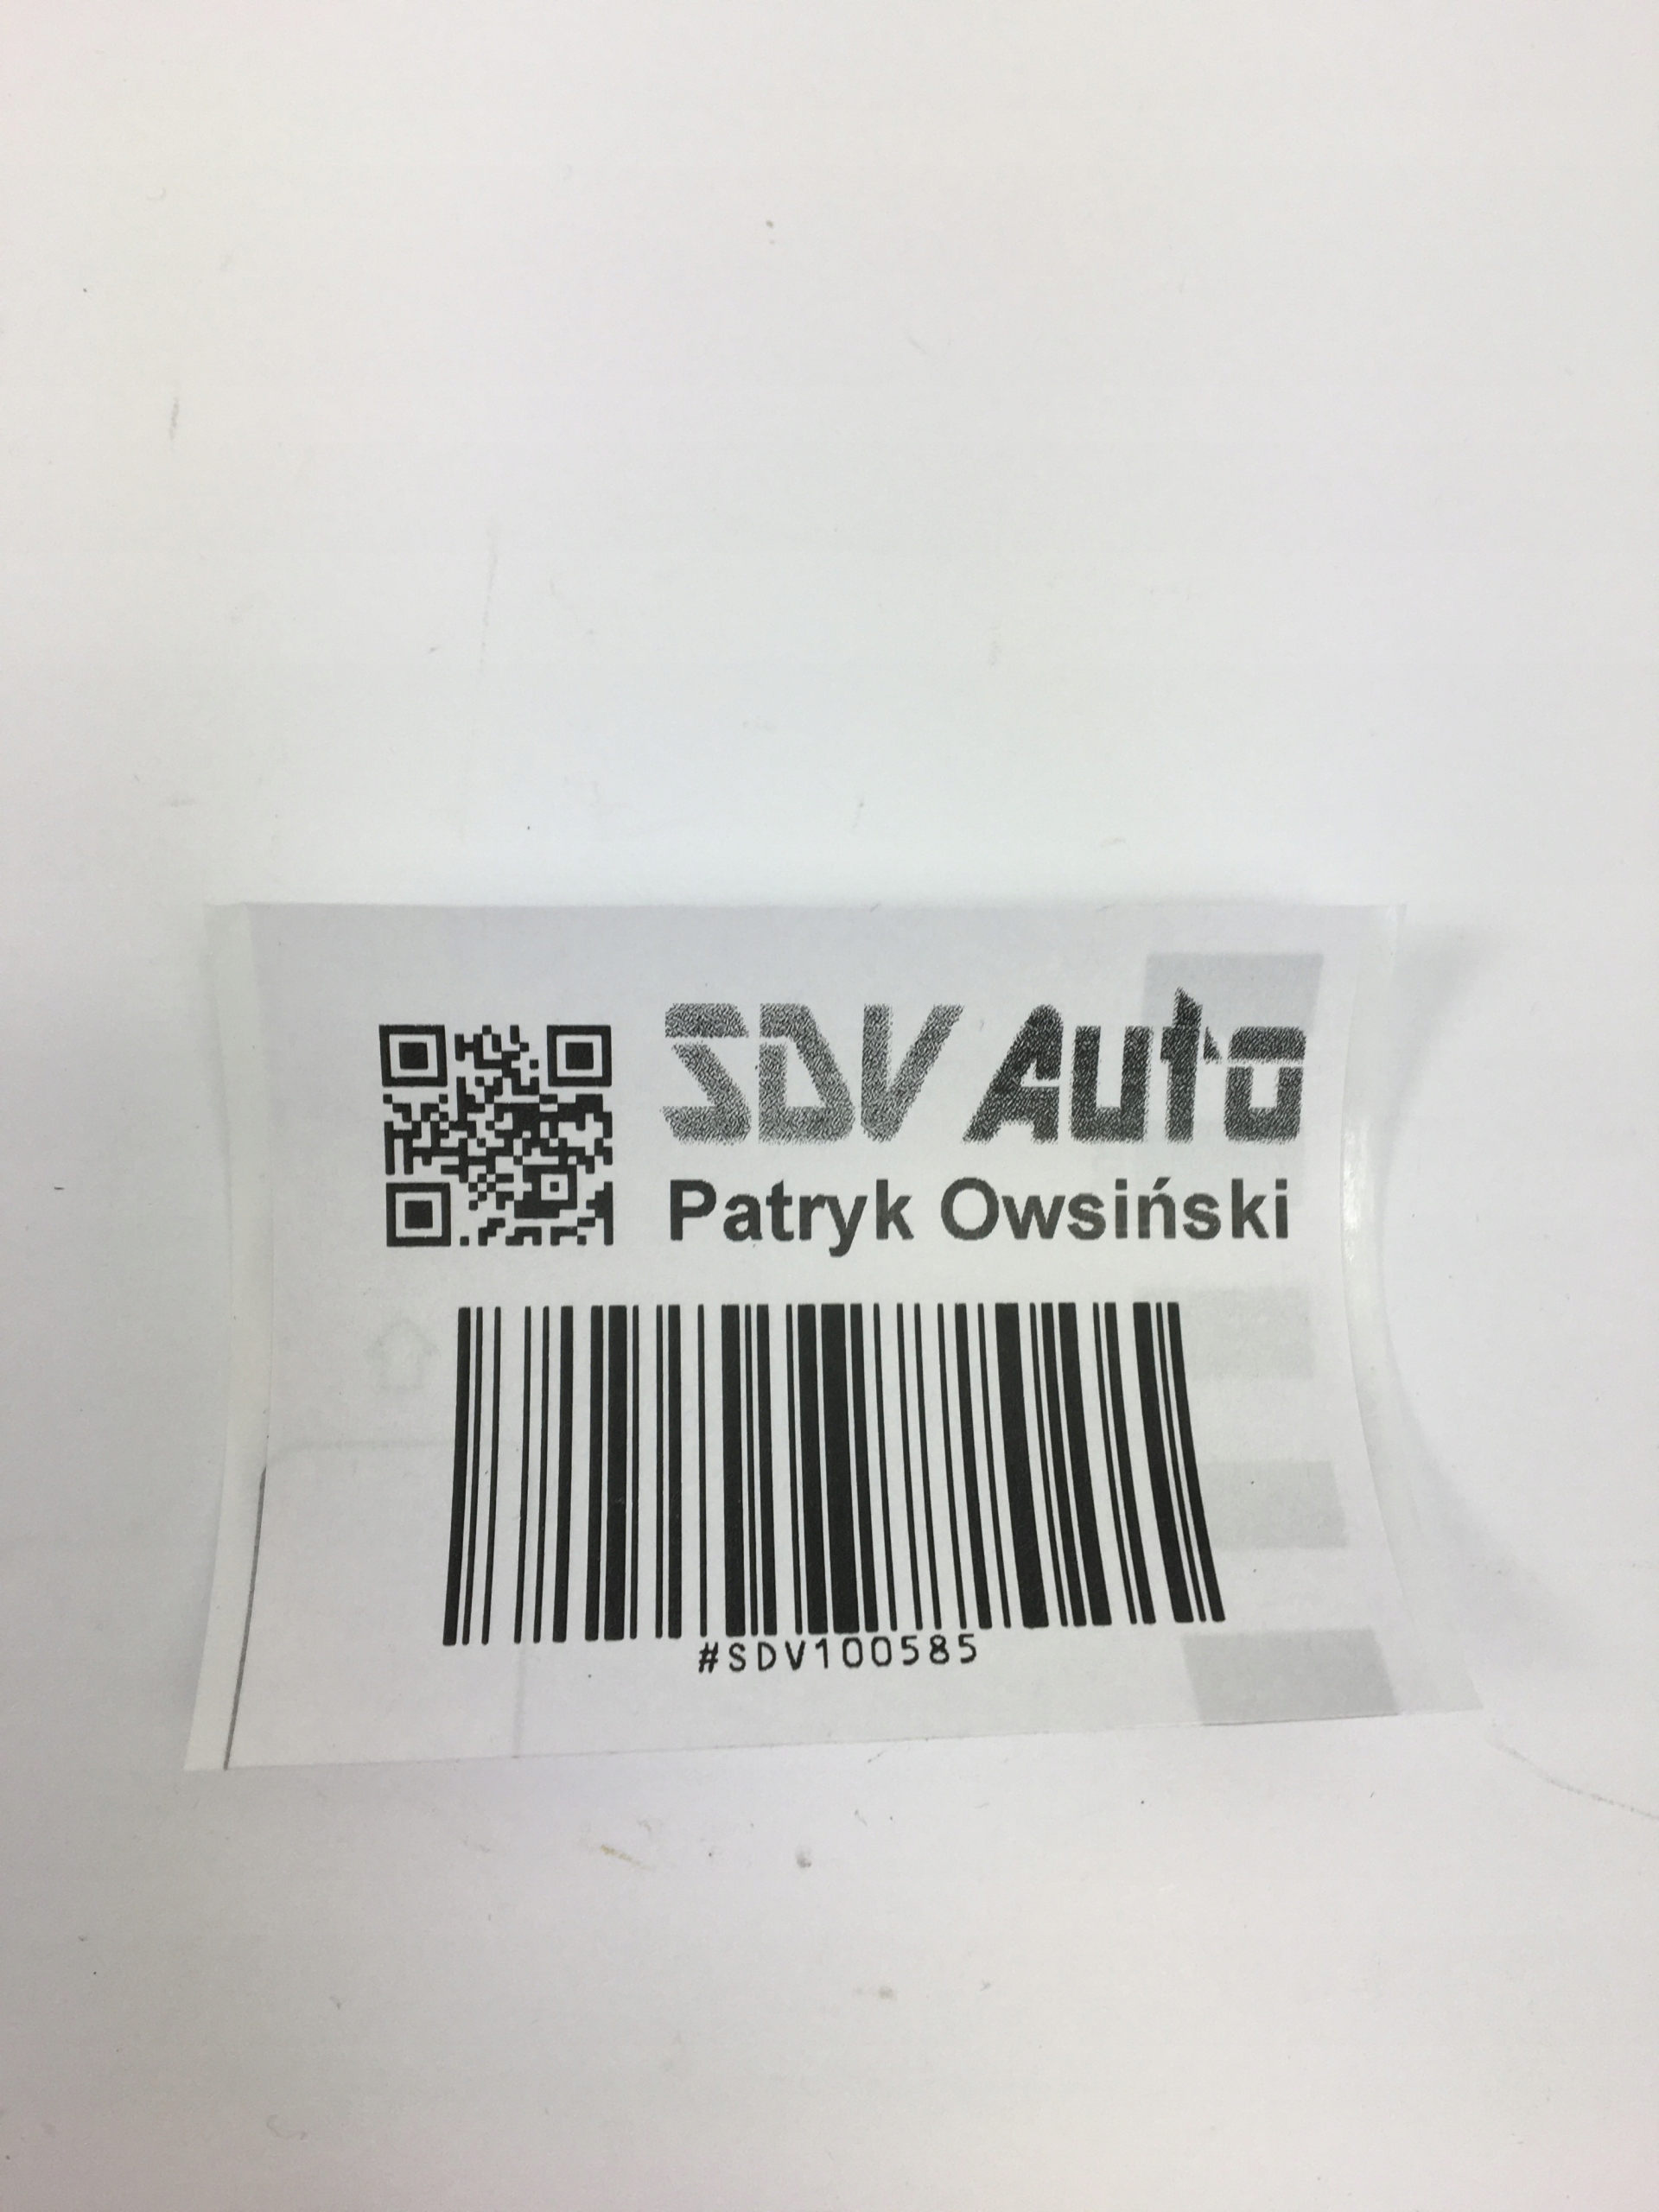 SDV Auto
Patryk Owsiński
#SDV100585